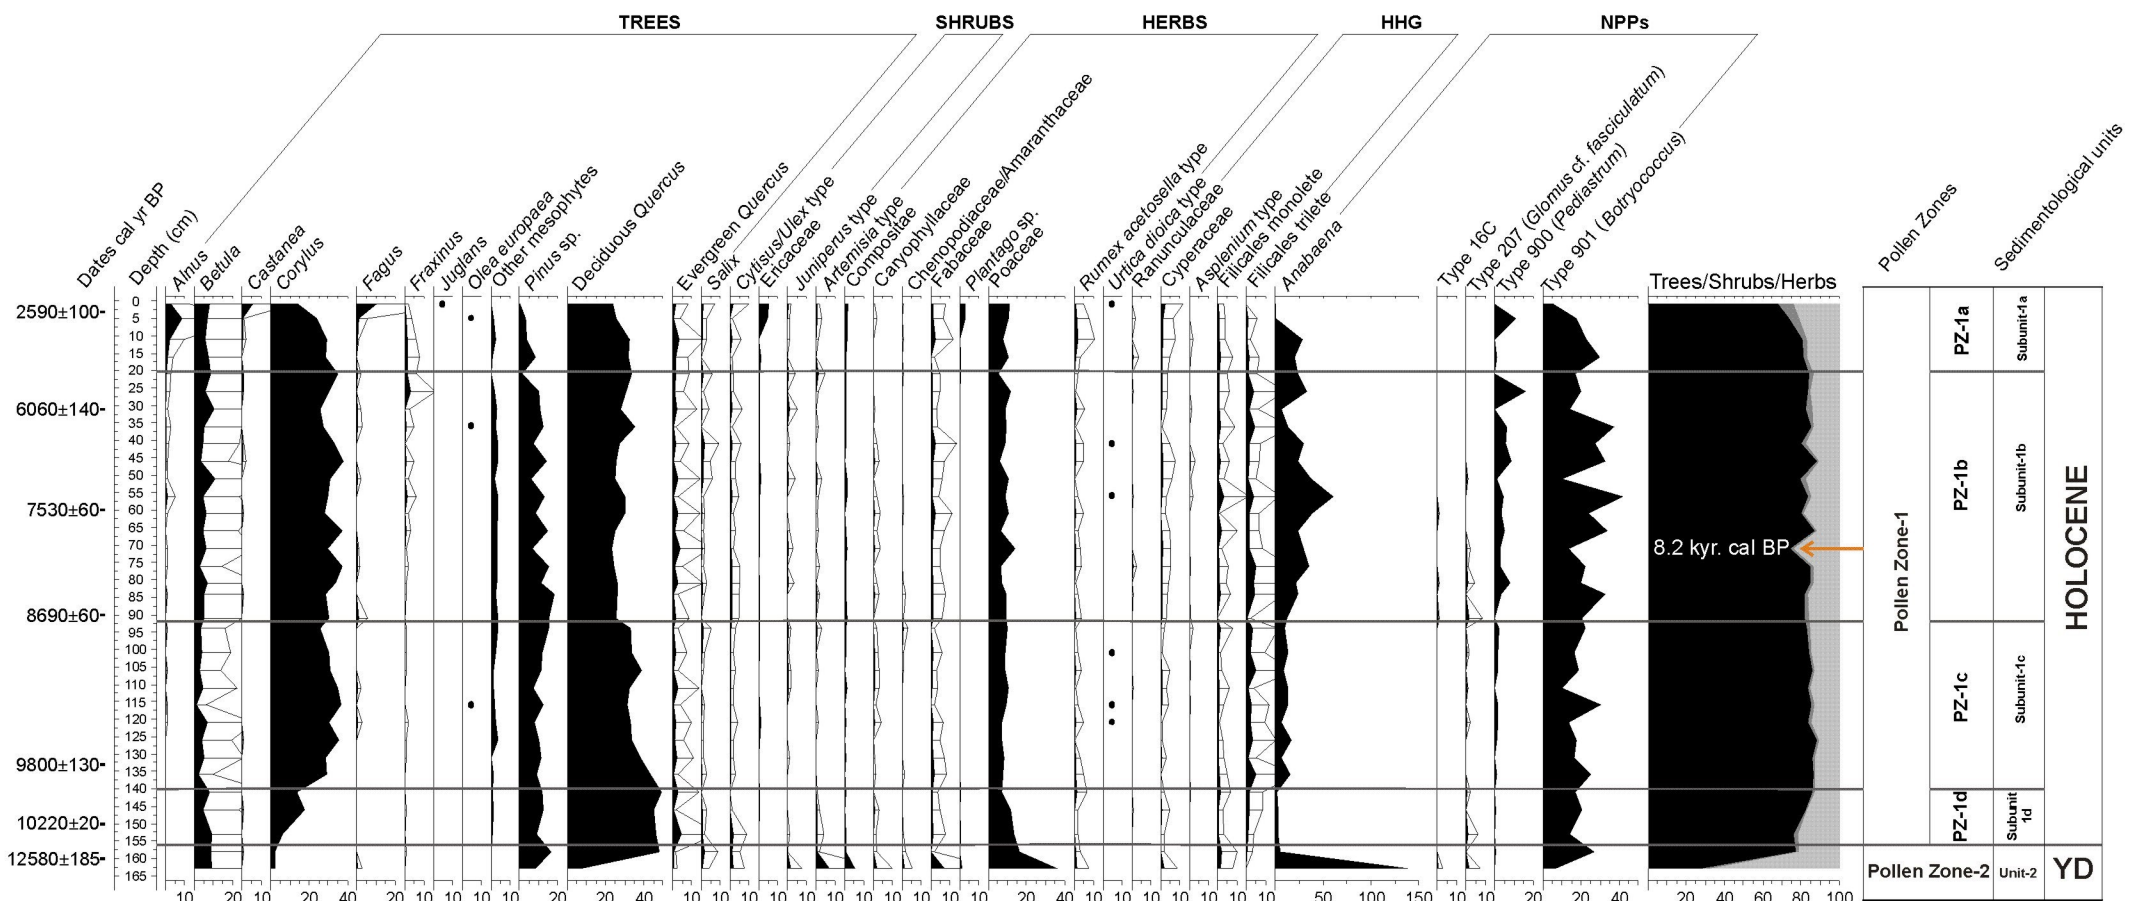 TREES SHRUBS HERBS HHG NPPs
Dates cal yr BP
Depth (cm)
Alnus
Betula
Castanea
Corylus
Fagus
Fraxinus
Juglans
Olea europaea
Other mesophytes
Pinus sp.
Deciduous Quercus
Evergreen Quercus
Salix
Cytisus/Ulex type
Ericaceae
Juniperus type
Artemisia type
Compositae
Caryophyllaceae
Chenopodiaceae/Amaranthaceae
Fabaceae
Plantago sp.
Poaceae
Rumex acetosella type
Urtica dioica type
Ranunculaceae
Cyperaceae
Asplenium type
Filicales monolete
Filicales trilete
Anabaena
Type 16C
Type 207 (Glomus cf. fasciculatum)
Type 900 (Pediastrum)
Type 901 (Botryococcus)
Trees/Shrubs/Herbs
Pollen Zones
Sedimentological units
2590±100-
6060±140-
7530±60-
8690±60-
9800±130-
10220±20-
12580±185-
0
5
10
15
20
25
30
35
40
45
50
55
60
65
70
75
80
85
90
95
100
105
110
115
120
125
130
135
140
145
150
155
160
165
8.2 kyr. cal BP
Pollen Zone-1
PZ-1a
PZ-1b
PZ-1c
PZ-1d
Subunit-1a
Subunit-1b
Subunit-1c
Subunit
1d
HOLOCENE
Pollen Zone-2 Unit-2 YD
10 20 10 20 40 10 20 10 10 10 10 20 20 40 10 10 10 10 10 10 10 10 10 10 10 20 40 10 10 10 10 10 10 10 50 100 150 10 10 10 20 20 40 20 40 60 80 100